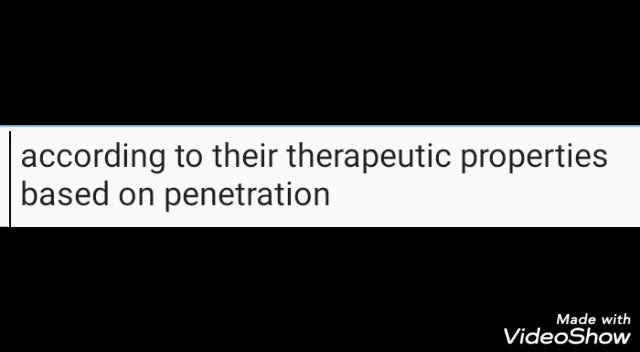 according to their therapeutic properties
based on penetration
Made with
VideoShow